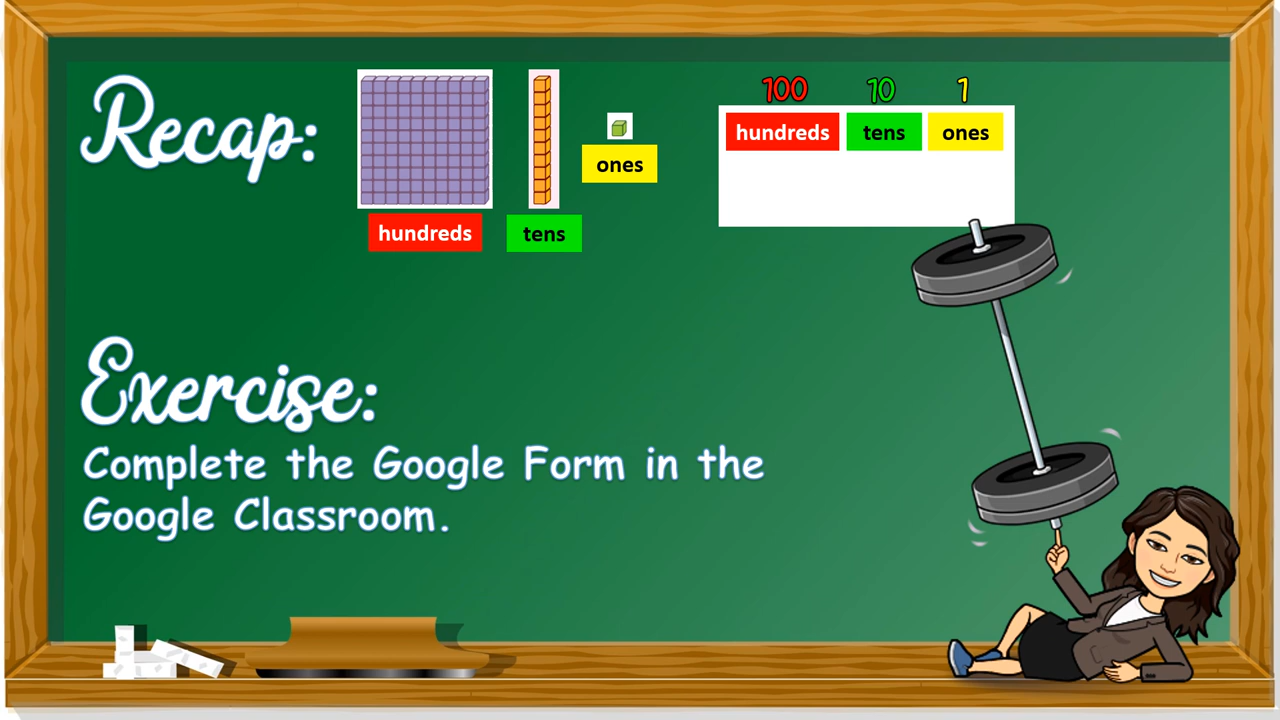 Recap:
hundreds
tens
ones
100 10 1
hundreds tens ones
Exercise:
Complete the Google Form in the
Google Classroom.